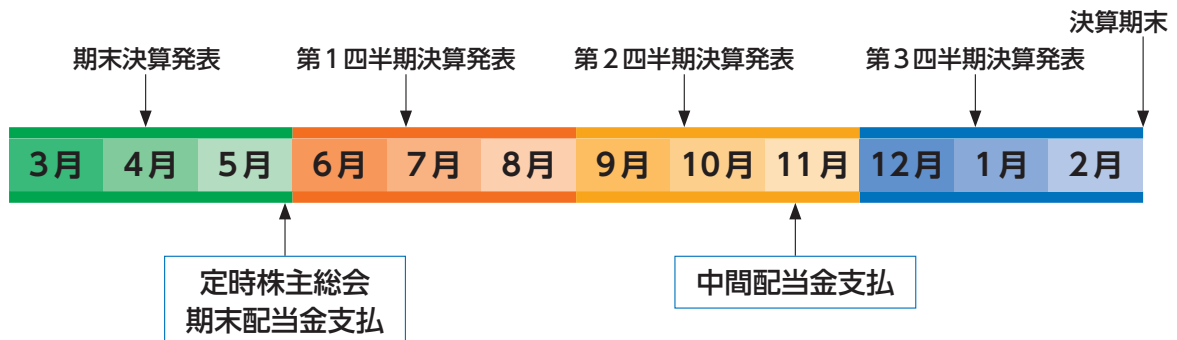 決算期末
期末決算発表
第1四半期決算発表
第2四半期決算発表
第3四半期決算発表
3月 4月 5月 6月 7月 8月 9月 10月 11月 12月 1月 2月
定時株主総会
期末配当金支払
中間配当金支払